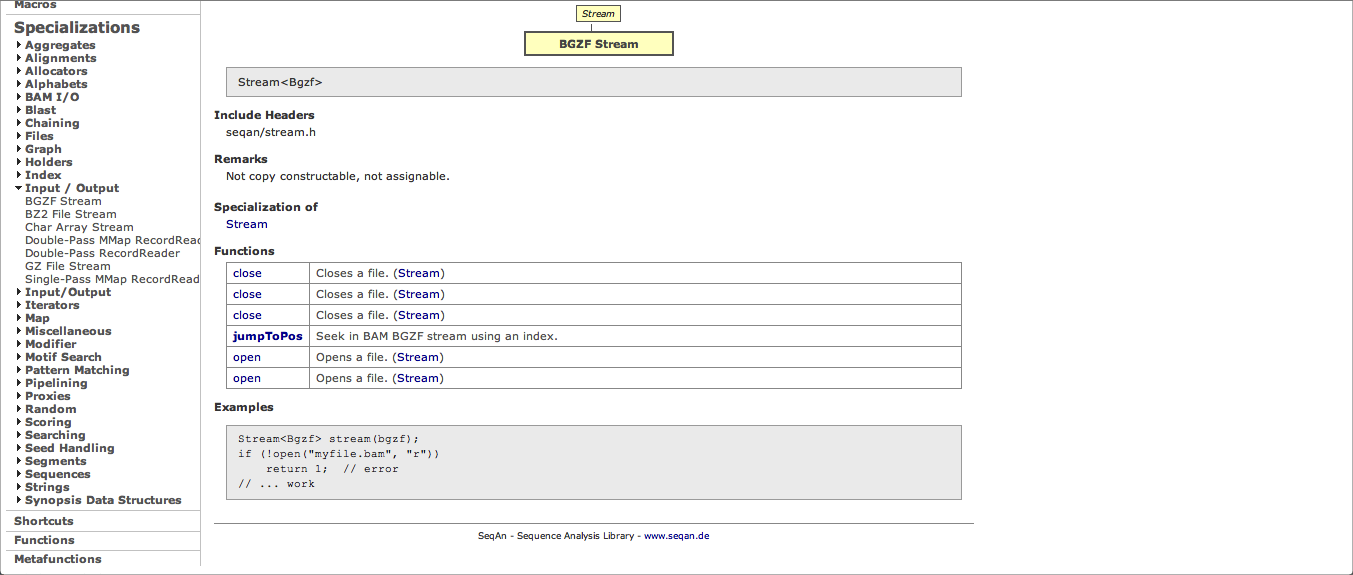 Macros
Specializations
Aggregates
Alignments
Allocators
Alphabets
BAM I/O
Blast
Chaining
Files
Graph
Holders
Index
Input / Output
BGZF Stream
BZ2 File Stream
Char Array Stream
Double-Pass MMap RecordReac
Double-Pass RecordReader
GZ File Stream
Single-Pass MMap RecordRead
Input/Output
Iterators
Map
Miscellaneous
Modifier
Motif Search
Pattern Matching
Pipelining
Proxies
Random
Scoring
Searching
Seed Handling
Segments
Sequences
Strings
Synopsis Data Structures
Shortcuts
Functions
Metafunctions
Stream
BGZF Stream
Stream<Bgzf>
Include Headers
seqan/stream.h
Remarks
Not copy constructable, not assignable.
Specialization of
Stream
Functions
close Closes a file. (Stream)
close Closes a file. (Stream)
close Closes a file. (Stream)
jumpToPos Seek in BAM BGZF stream using an index.
open Opens a file. (Stream)
open Opens a file. (Stream)
Examples
Stream<Bgzf> stream(bgzf);
if (!open("myfile.bam", "r"))
    return 1;  // error
// ... work
SeqAn - Sequence Analysis Library - www.seqan.de